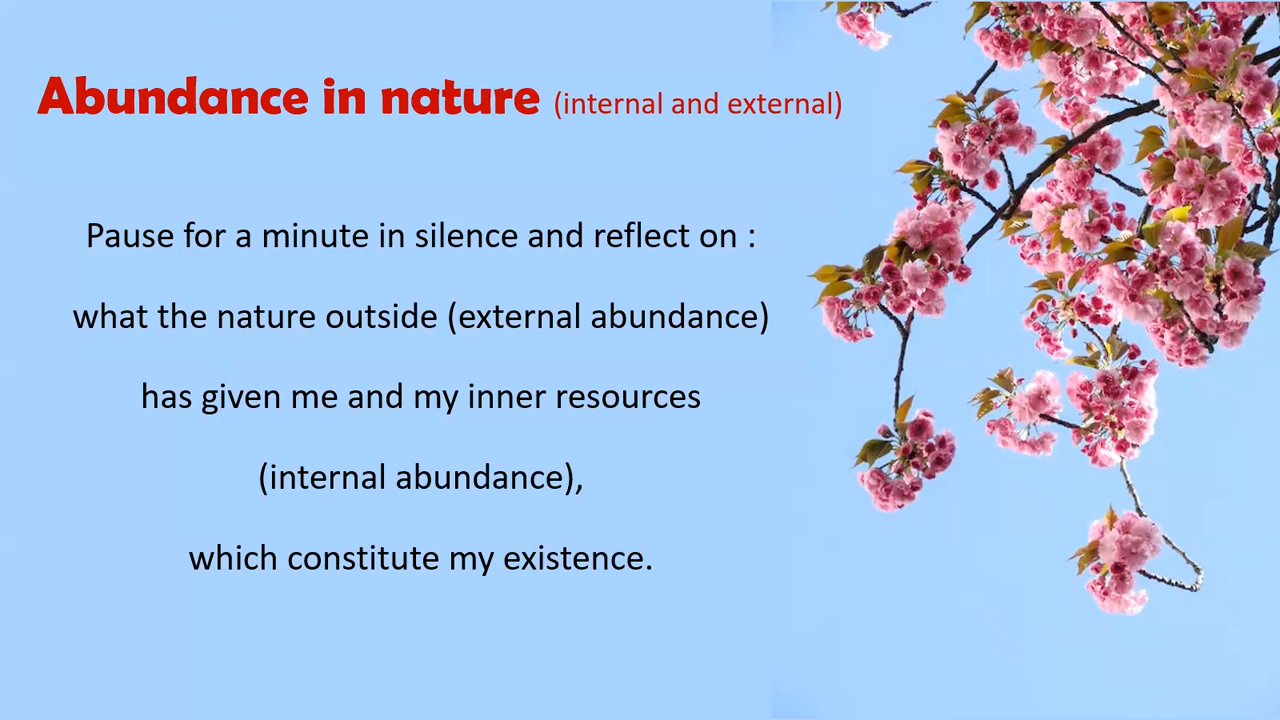 Abundance in nature (internal and external)
Pause for a minute in silence and reflect on :
what the nature outside (external abundance)
has given me and my inner resources
(internal abundance),
which constitute my existence.